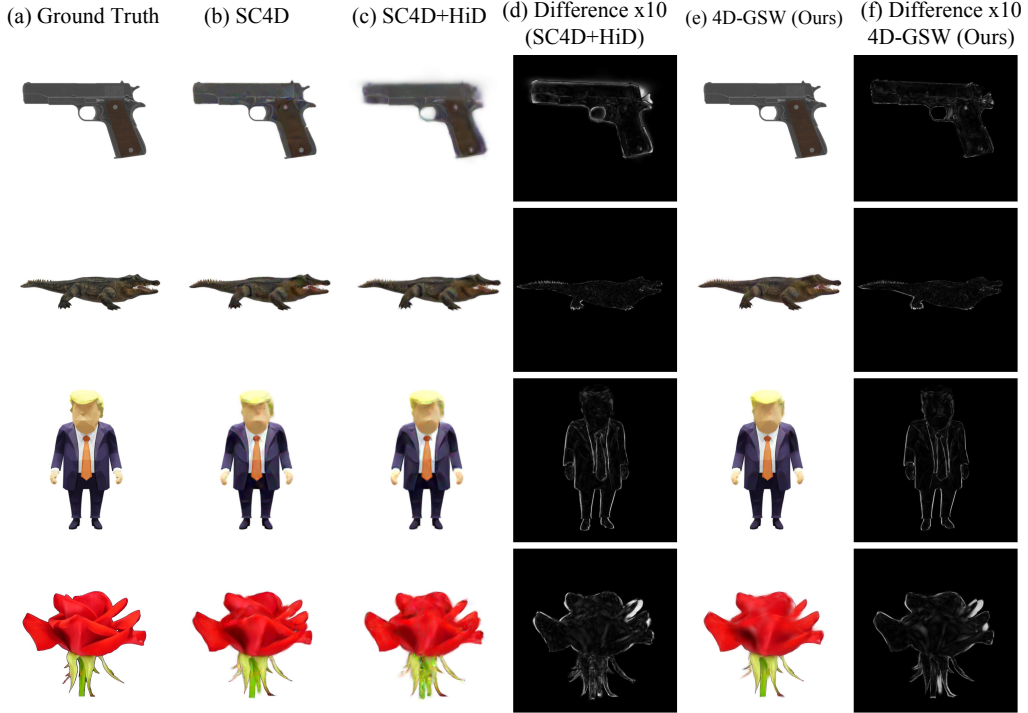 (a) Ground Truth
(b) SC4D
(c) SC4D+HiD
(d) Difference x10
(SC4D+HiD)
(e) 4D-GSW (Ours)
(f) Difference x10
4D-GSW (Ours)